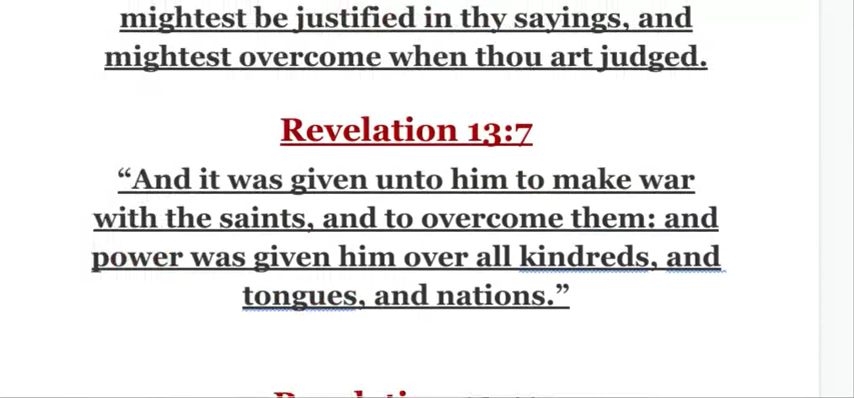 mightest be justified in thy sayings, and
mightest overcome when thou art judged.
Revelation 13:7
“And it was given unto him to make war
with the saints, and to overcome them: and
power was given him over all kindreds, and
tongues, and nations.”